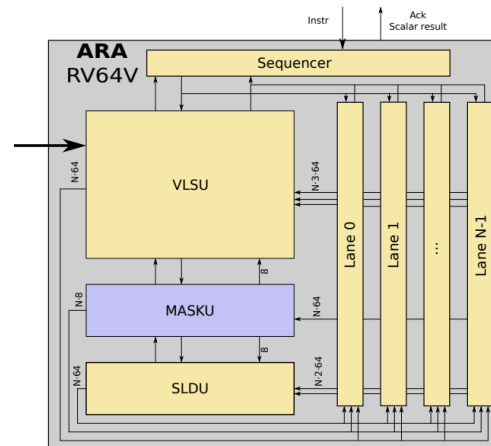 Instr
Ack
Scalar result
ARA
RV64V
Sequencer
VLSU
N·64
N·3·64
8
MASKU
N·8
N·64
8
SLDU
N·64
N·2·64
Lane 0
Lane 1
...
Lane N-1